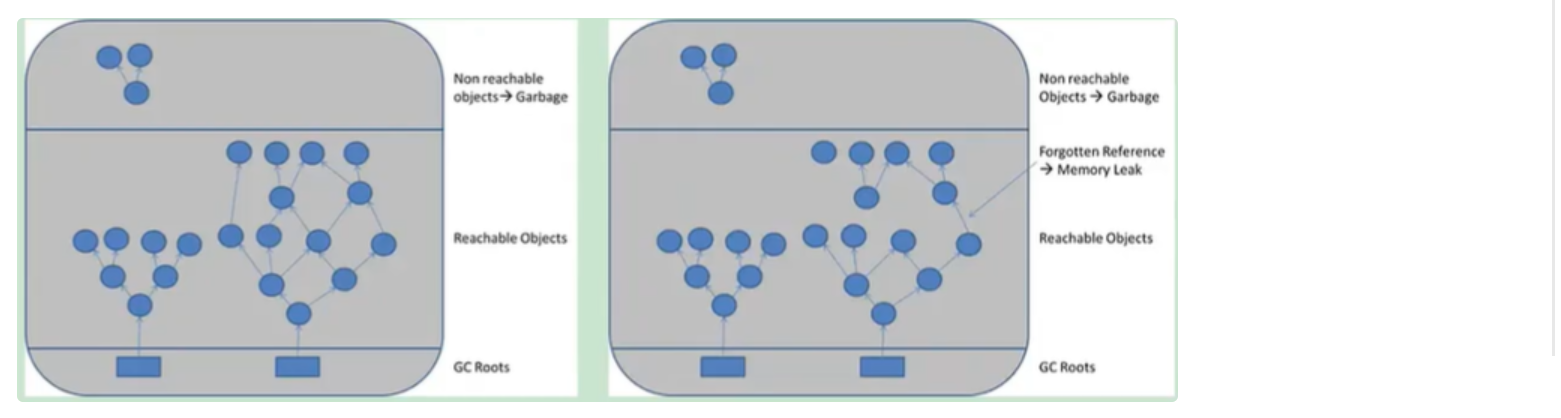 Non reachable
objects→ Garbage
Reachable Objects
GC Roots
Non reachable
Objects → Garbage
Forgotten Reference
→ Memory Leak
Reachable Objects
GC Roots